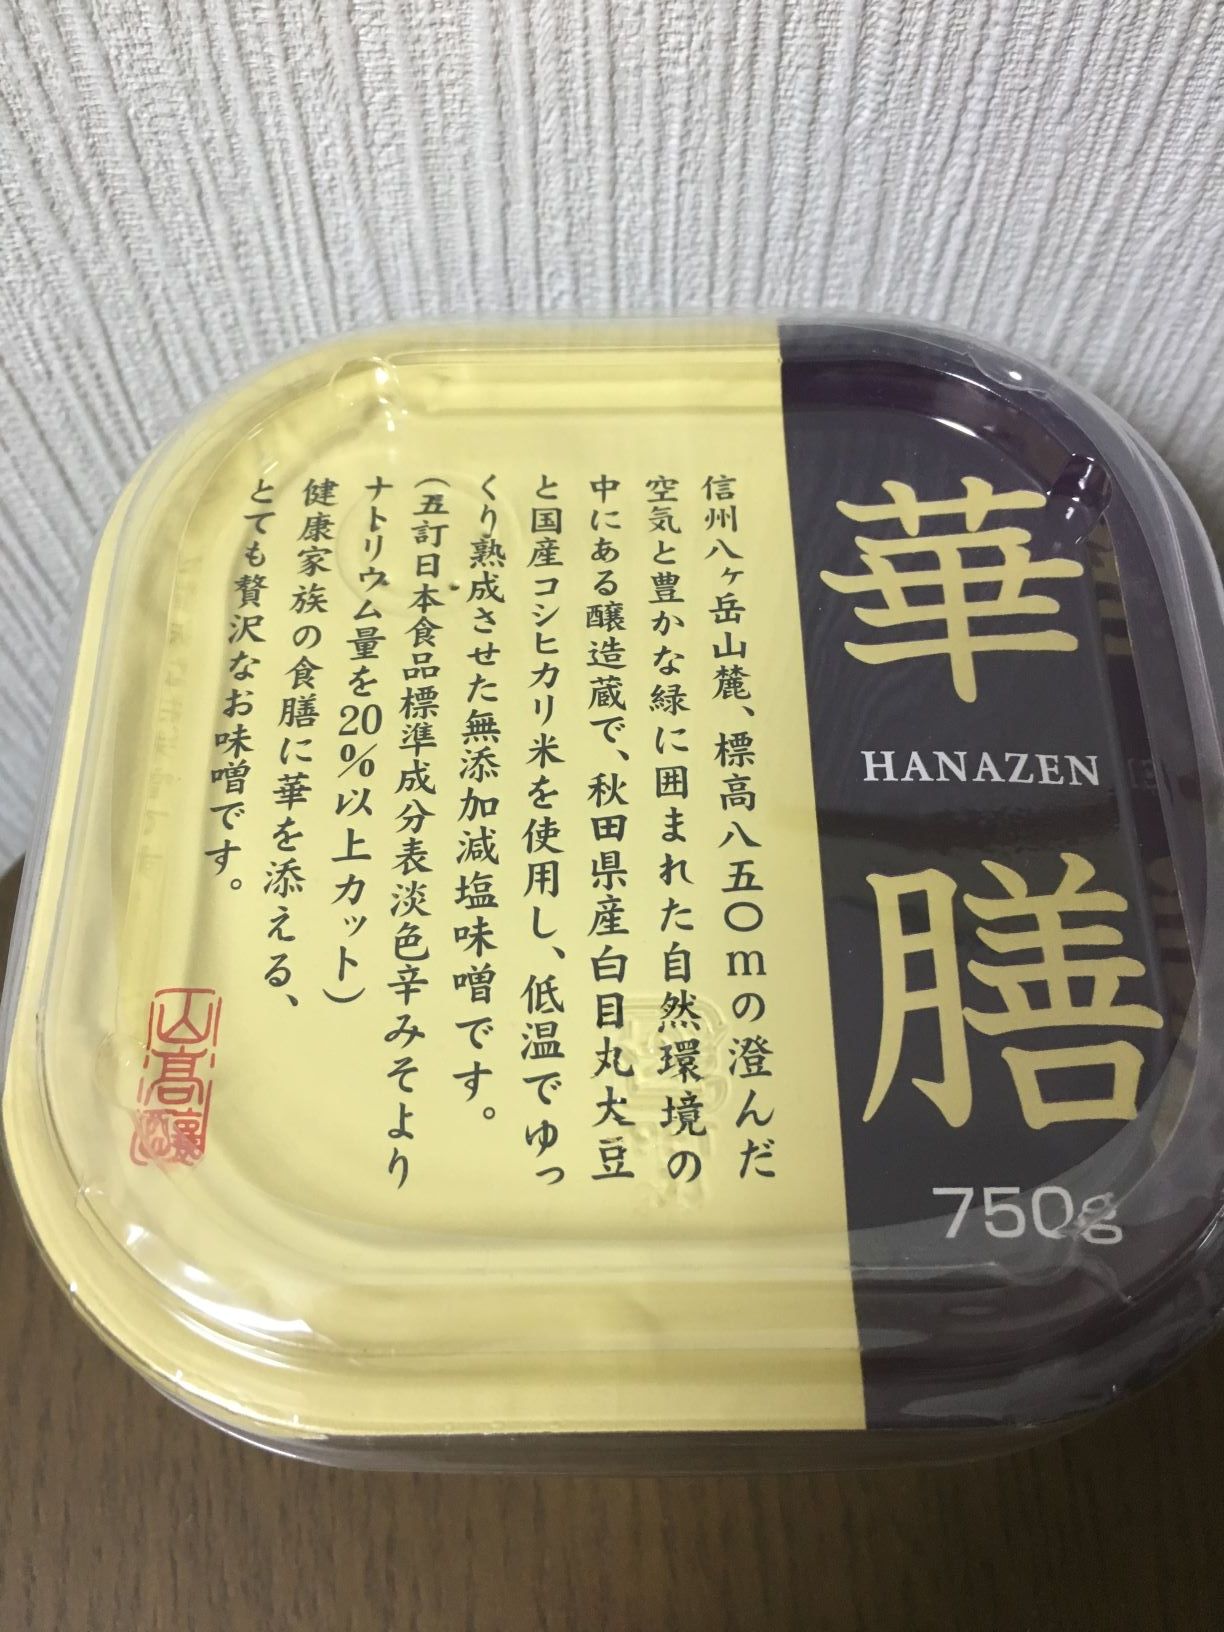 華膳
HANAZEN
750g
信州八ヶ岳山麓、標高八五〇mの澄んだ
空気と豊かな緑に囲まれた自然環境の
中にある醸造蔵で、秋田県産白目丸大豆
と国産コシヒカリ米を使用し、低温でゆっ
くり熟成させた無添加減塩味噌です。
(五訂日本食品標準成分表淡色辛みそより
ナトリウム量を20%以上カット)
健康家族の食膳に華を添える、
とても贅沢なお味噌です。
山高醸